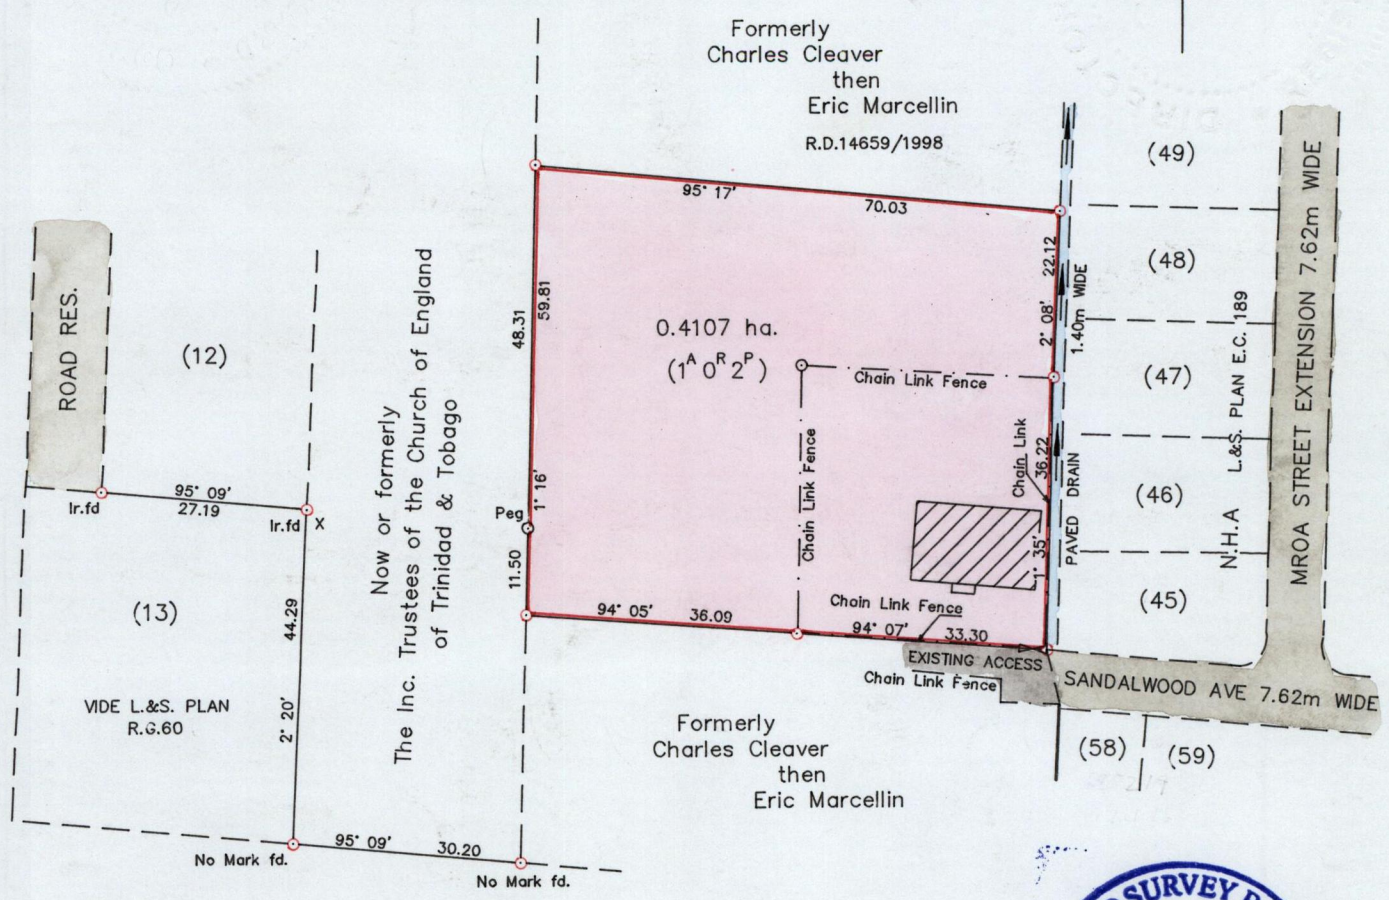 Formerly
Charles Cleaver
then
Eric Marcellin
R.D.14659/1998
95° 17'
70.03
(49)
(48)
(47)
(46)
(45)
22.12
2° 08'
1.40m WIDE
PAVED DRAIN
36.22
1° 35'
Chain Link
L.&S. PLAN E.C. 189
N.H.A
MROA STREET EXTENSION 7.62m WIDE
ROAD RES.
(12)
95° 09'
27.19
Ir.fd
Ir.fd
X
(13)
VIDE L.&S. PLAN
R.G.60
44.29
2° 20'
Now or formerly
The Inc. Trustees of the Church of England
of Trinidad & Tobago
48.31
59.81
1° 16'
Peg
11.50
0.4107 ha.
(1A 0R 2P)
Chain Link Fence
Chain Link Fence
Chain Link Fence
94° 05'
36.09
94° 07'
33.30
EXISTING ACCESS
Chain Link Fence
SANDALWOOD AVE 7.62m WIDE
(58)
(59)
Formerly
Charles Cleaver
then
Eric Marcellin
95° 09'
30.20
No Mark fd.
No Mark fd.
SURVEY